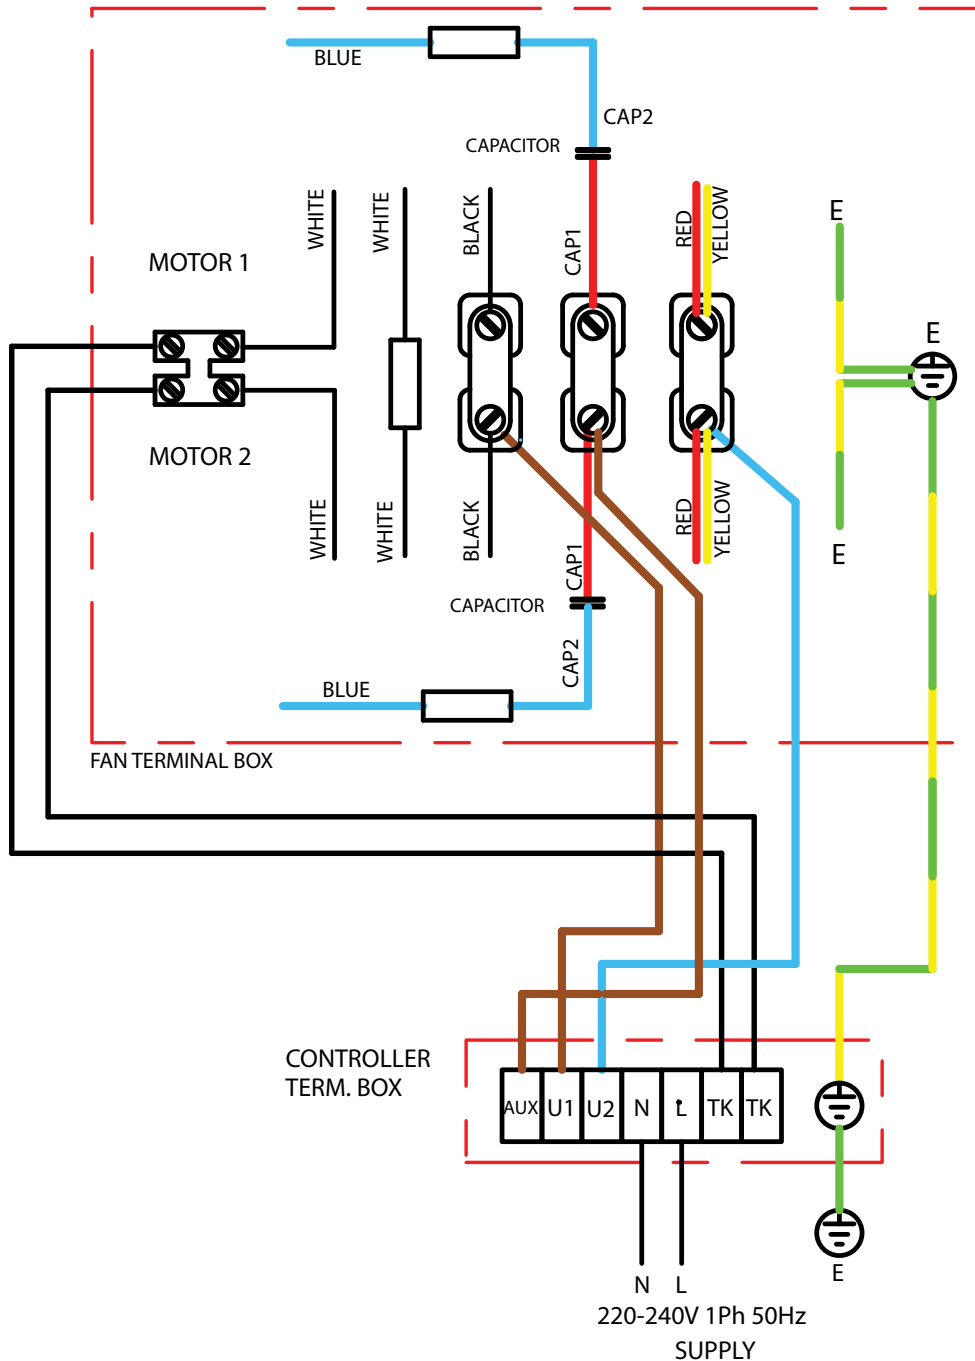 BLUE
CAP2
CAPACITOR
WHITE
WHITE
BLACK
CAP1
RED
YELLOW
E
MOTOR 1
E
MOTOR 2
WHITE
WHITE
BLACK
CAP1
RED
YELLOW
E
CAPACITOR
CAP2
BLUE
FAN TERMINAL BOX
CONTROLLER
TERM. BOX
AUX U1 U2 N L TK TK
N L
E
220-240V 1Ph 50Hz
SUPPLY